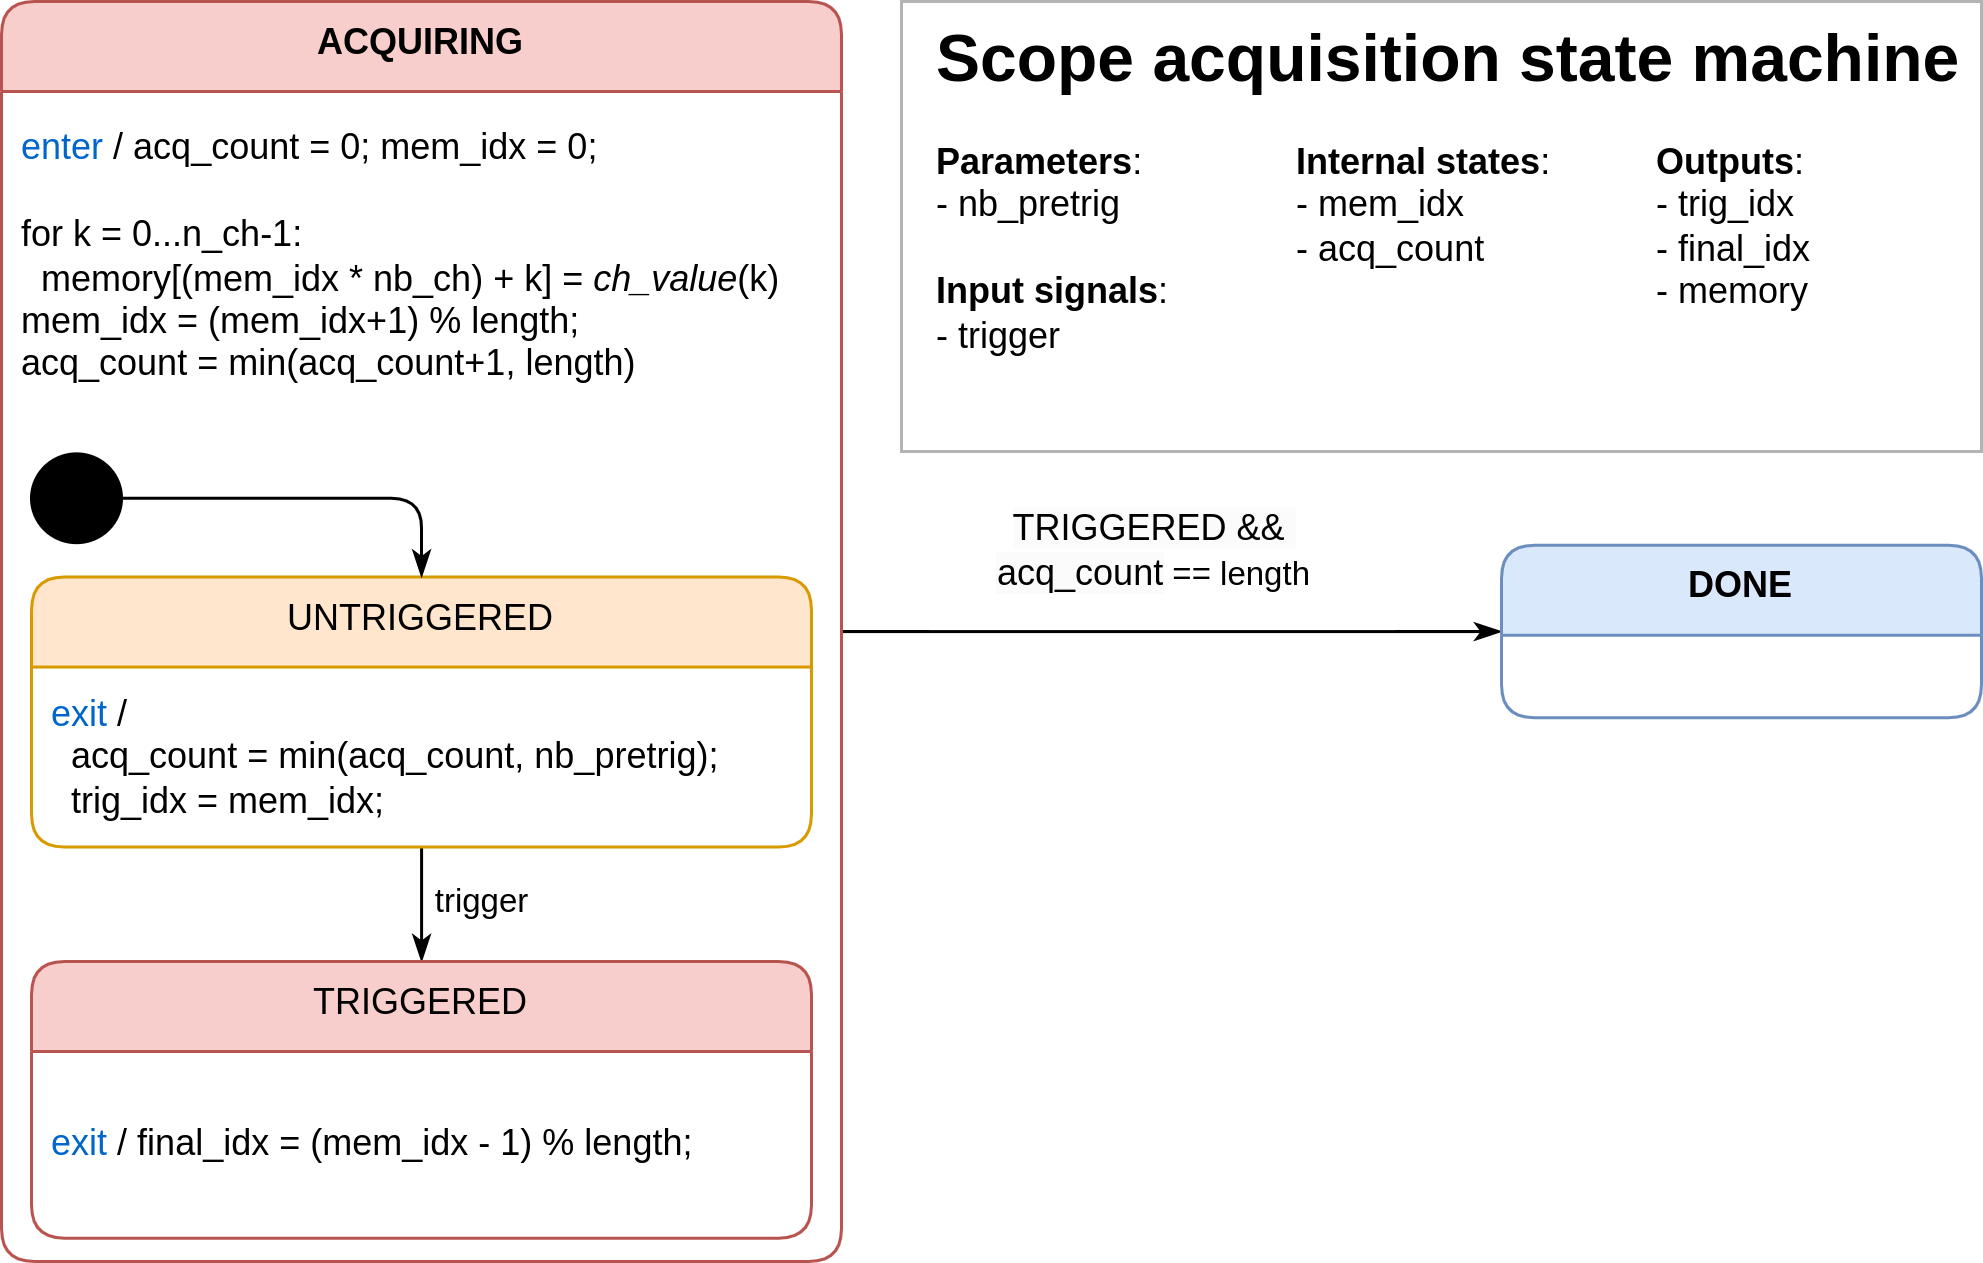 ACQUIRING
enter / acq_count = 0; mem_idx = 0;
for k = 0...n_ch-1:
  memory[(mem_idx * nb_ch) + k] = ch_value(k)
mem_idx = (mem_idx+1) % length;
acq_count = min(acq_count+1, length)
UNTRIGGERED
exit /
  acq_count = min(acq_count, nb_pretrig);
  trig_idx = mem_idx;
trigger
TRIGGERED
exit / final_idx = (mem_idx - 1) % length;
Scope acquisition state machine
Parameters:
- nb_pretrig
Input signals:
- trigger
Internal states:
- mem_idx
- acq_count
Outputs:
- trig_idx
- final_idx
- memory
TRIGGERED &&
acq_count == length
DONE